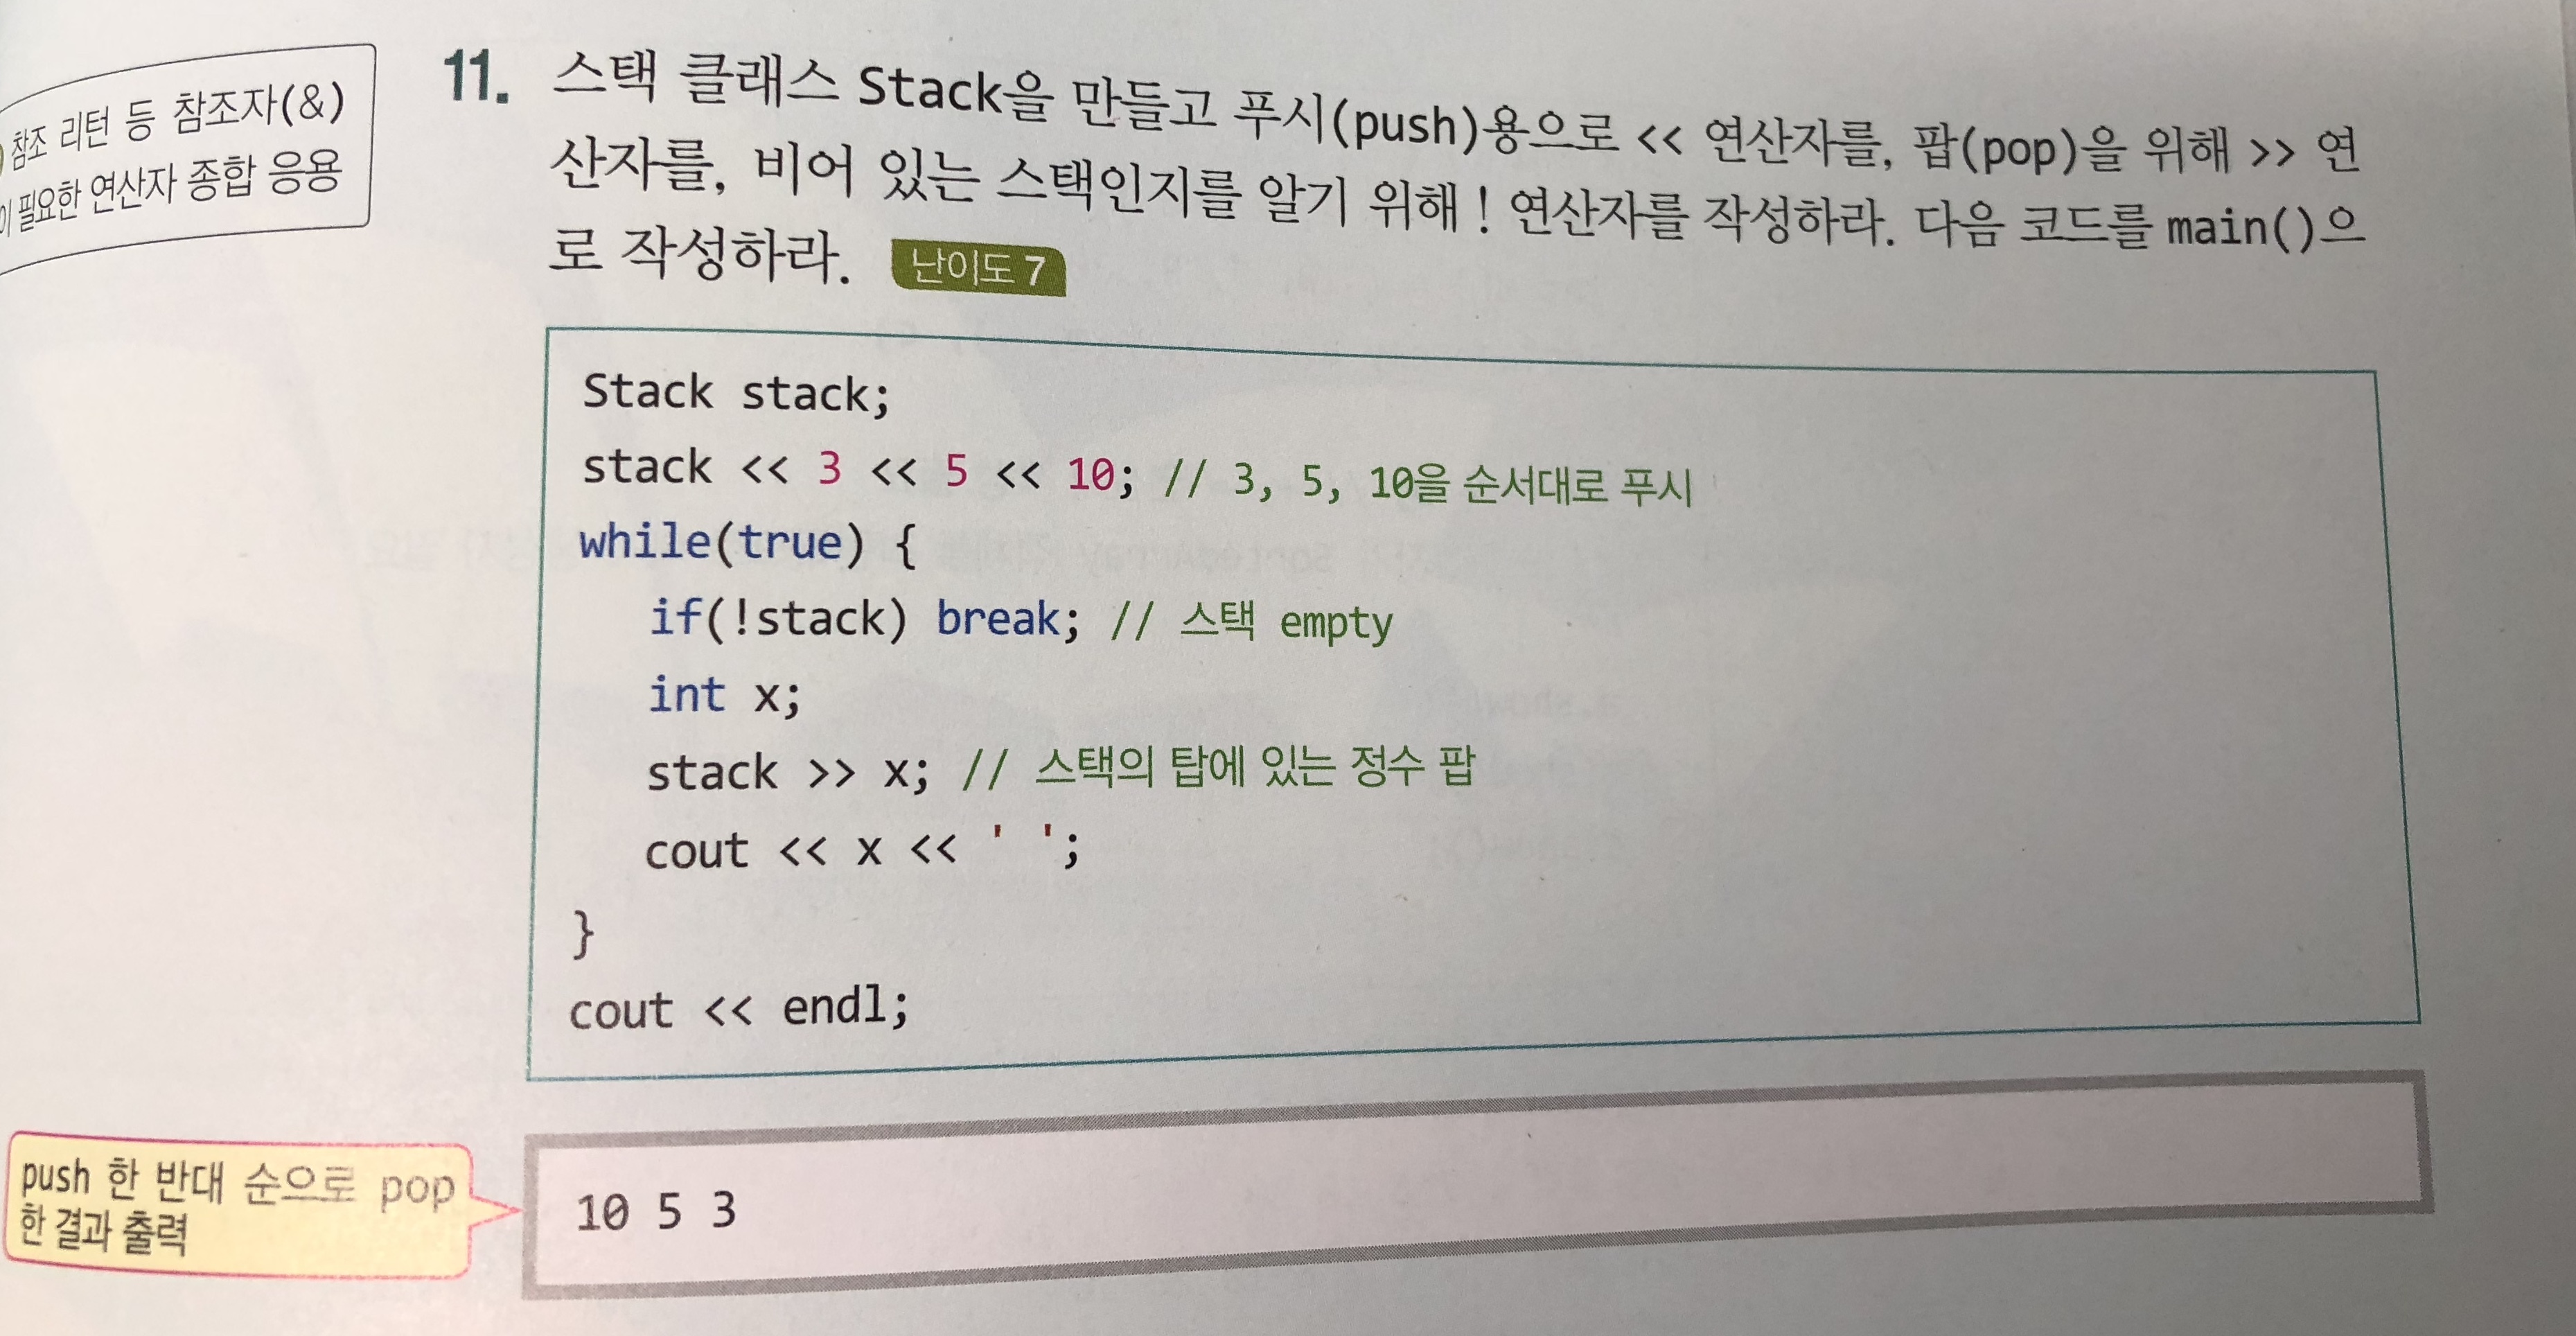 참조 리턴 등 참조자(&)
필요한 연산자 종합 응용
11. 스택 클래스 Stack을 만들고 푸시(push)용으로 << 연산자를, 팝(pop)을 위해 >> 연
산자를, 비어 있는 스택인지를 알기 위해 ! 연산자를 작성하라. 다음 코드를 main()으
로 작성하라. 난이도 7
Stack stack;
stack << 3 << 5 << 10; // 3, 5, 10을 순서대로 푸시
while(true) {
if(!stack) break; // 스택 empty
int x;
stack >> x; // 스택의 탑에 있는 정수 팝
cout << x << ' ';
}
cout << endl;
push 한 반대 순으로 pop
한 결과 출력
10 5 3